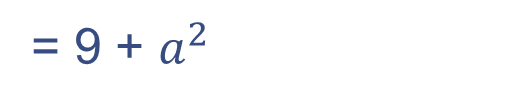 = 9 + a²